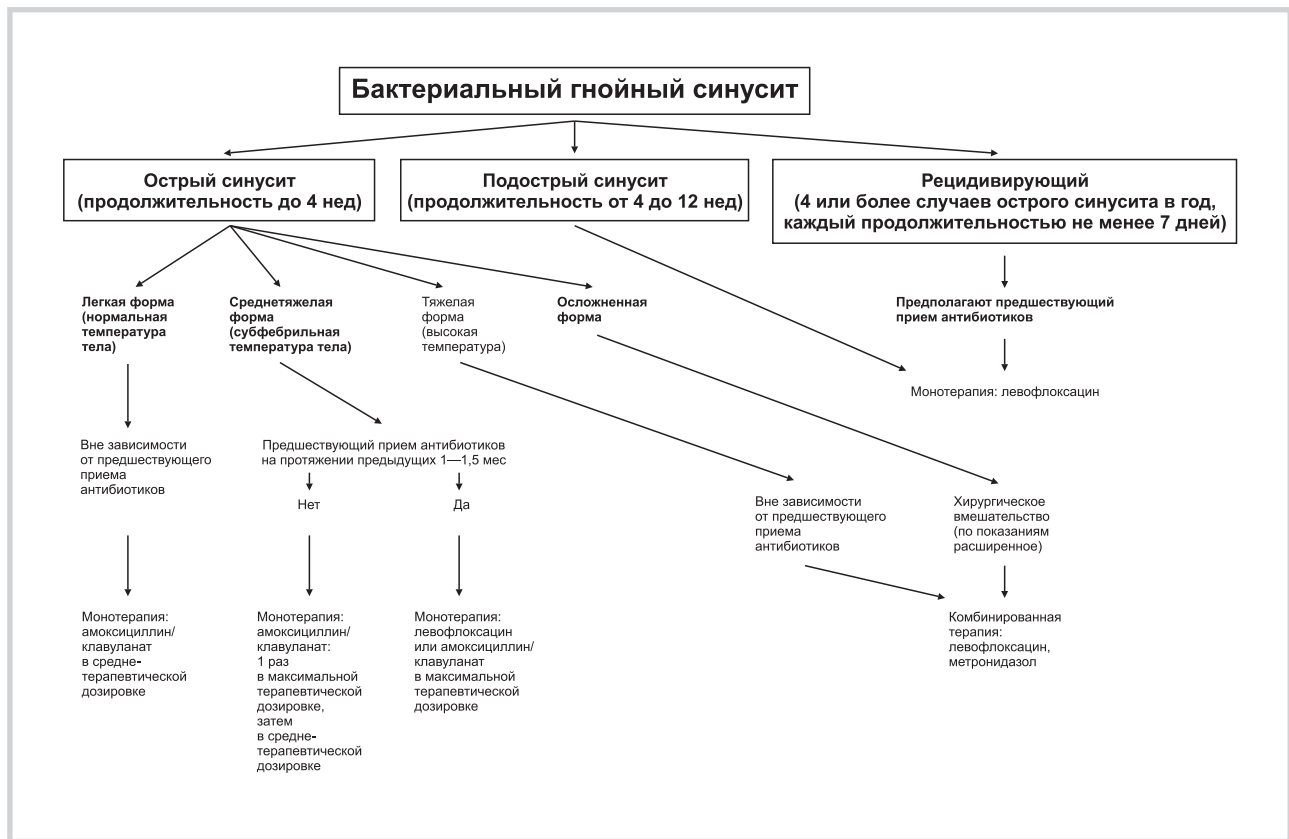 Бактериальный гнойный синусит
Острый синусит
(продолжительность до 4 нед)
Подострый синусит
(продолжительность от 4 до 12 нед)
Рецидивирующий
(4 или более случаев острого синусита в год,
каждый продолжительностью не менее 7 дней)
Легкая форма
(нормальная
температура
тела)
Среднетяжелая
форма
(субфебрильная
температура тела)
Тяжелая
форма
(высокая
температура)
Осложненная
форма
Предполагают предшествующий
прием антибиотиков
Монотерапия: левофлоксацин
Вне зависимости
от предшествующего
приема
антибиотиков
Предшествующий прием антибиотиков
на протяжении предыдущих 1—1,5 мес
Нет
Да
Вне зависимости
от предшествующего
приема
антибиотиков
Хирургическое
вмешательство
(по показаниям
расширенное)
Монотерапия:
амоксициллин/
клавуланат
в средне-
терапевтической
дозировке
Монотерапия:
амоксициллин/
клавуланат:
1 раз
в максимальной
терапевтической
дозировке,
затем
в средне-
терапевтической
дозировке
Монотерапия:
левофлоксацин
или амоксициллин/
клавуланат
в максимальной
терапевтической
дозировке
Комбинированная
терапия:
левофлоксацин,
метронидазол